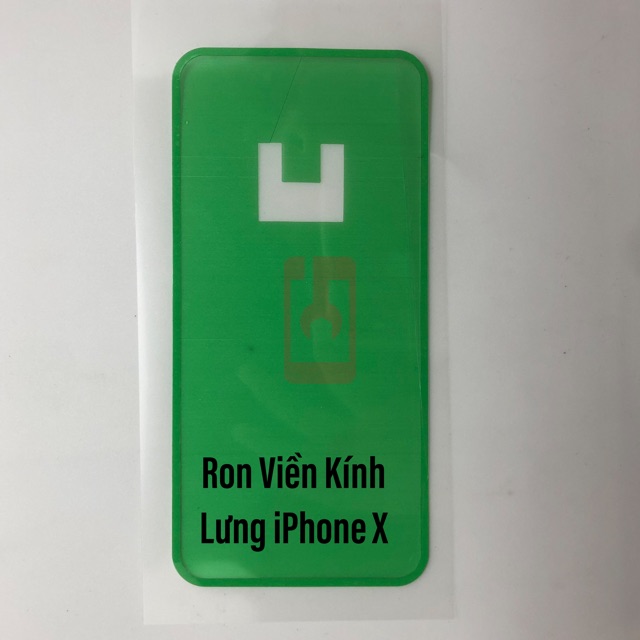 Ron Viền Kính
Lưng iPhone X